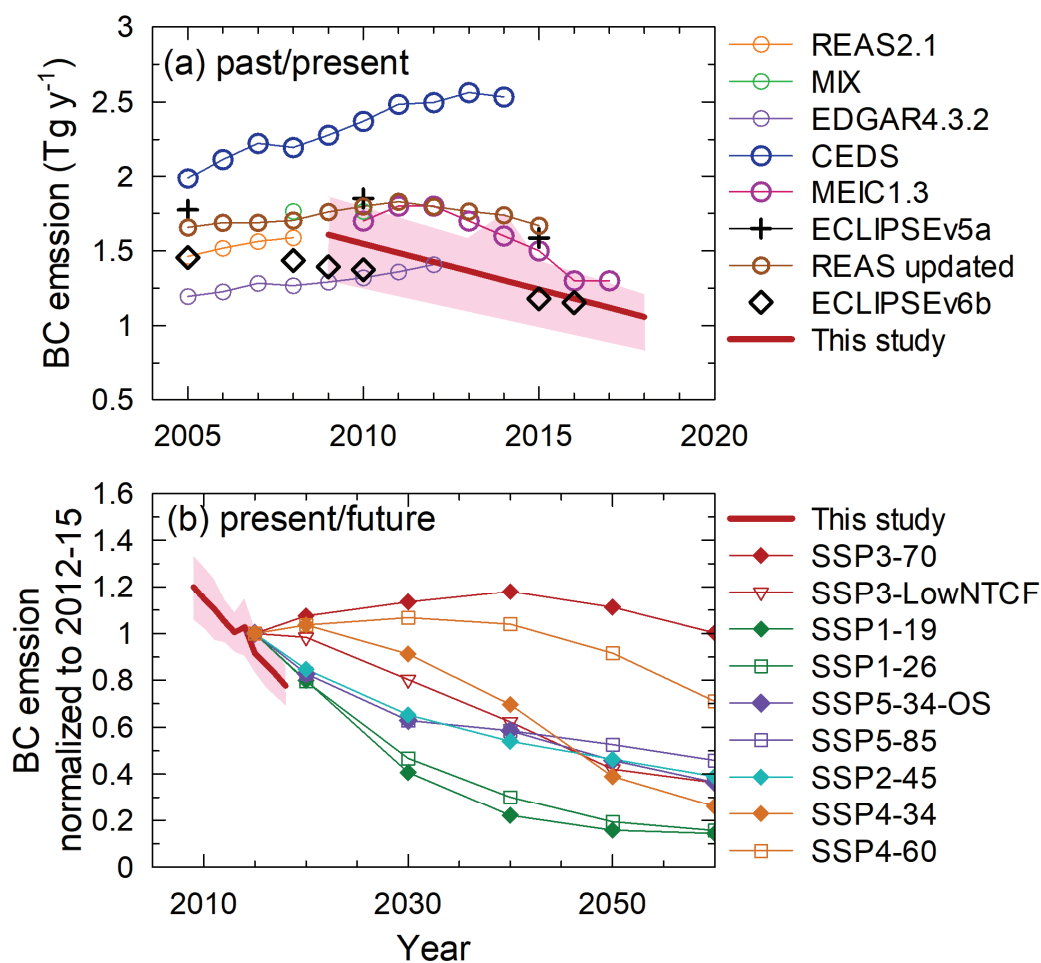 (a) past/present
BC emssion (Tg y⁻¹)
3
2.5
2
1.5
1
0.5
2005
2010
2015
2020
REAS2.1
MIX
EDGAR4.3.2
CEDS
MEIC1.3
ECLIPSEv5a
REAS updated
ECLIPSEv6b
This study
(b) present/future
BC emssion
normalized to 2012-15
1.6
1.4
1.2
1
0.8
0.6
0.4
0.2
0
2010
2030
2050
Year
This study
SSP3-70
SSP3-LowNTCF
SSP1-19
SSP1-26
SSP5-34-OS
SSP5-85
SSP2-45
SSP4-34
SSP4-60